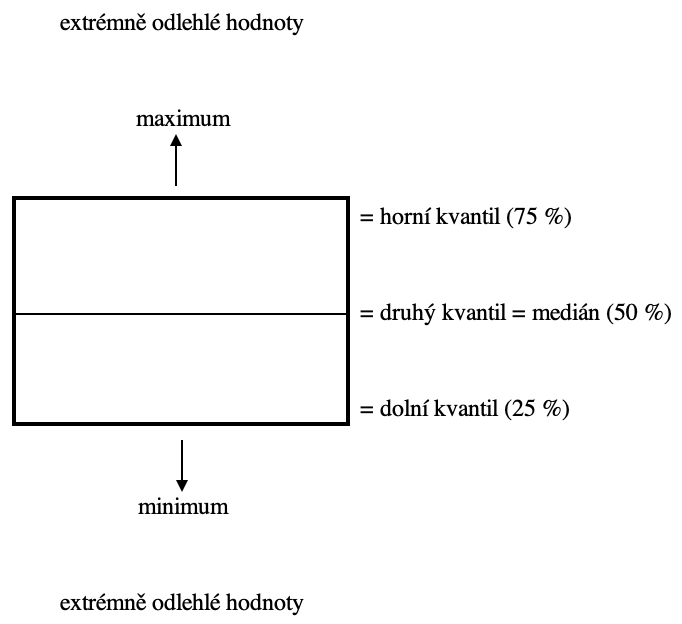 extrémně odlehlé hodnoty
maximum
= horní kvantil (75 %)
= druhý kvantil = medián (50 %)
= dolní kvantil (25 %)
minimum
extrémně odlehlé hodnoty